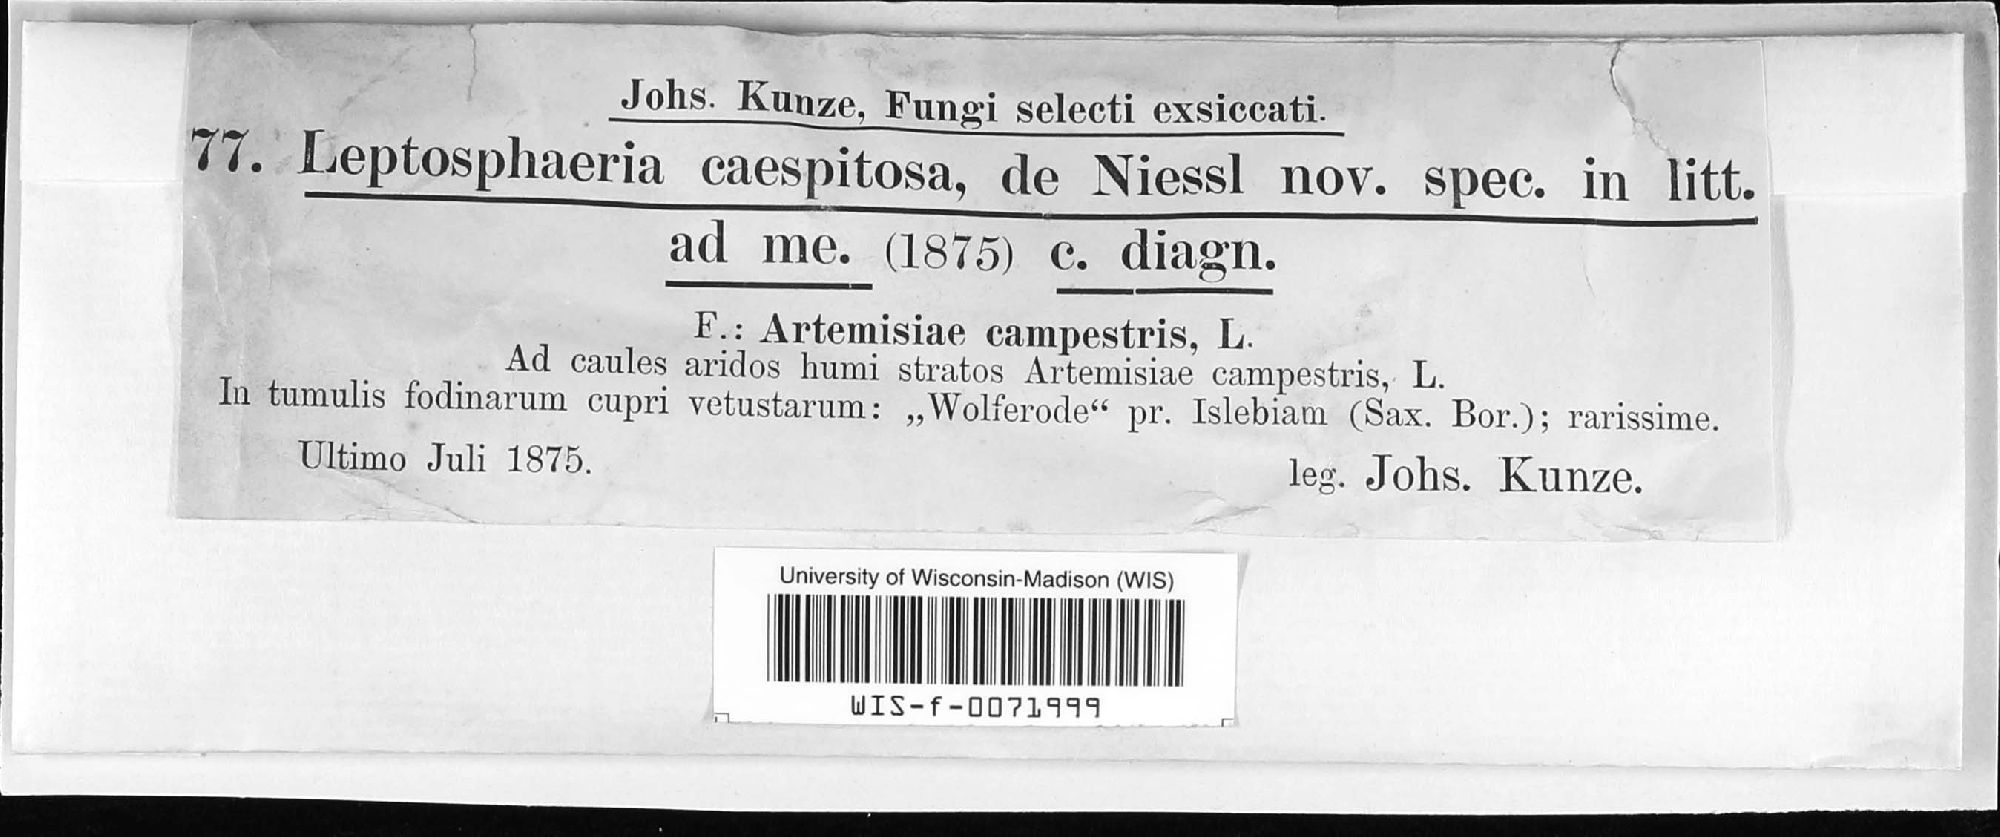 Johs. Kunze, Fungi selecti exsiccati.
77. Leptosphaeria caespitosa, de Niessl nov. spec. in litt.
ad me. (1875) c. diagn.
F.: Artemisiae campestris, L.
Ad caules aridos humi stratos Artemisiae campestris, L.
In tumulis fodinarum cupri vetustarum: „Wolferode“ pr. Islebiam (Sax. Bor.); rarissime.
Ultimo Juli 1875. leg. Johs. Kunze.
University of Wisconsin-Madison (WIS)
WIS-f-0071999